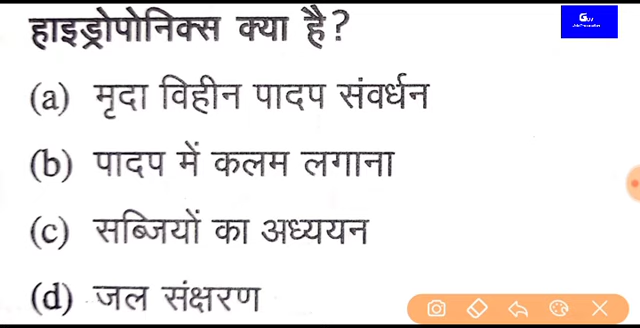 हाइड्रोपोनिक्स क्या है?
(a) मृदा विहीन पादप संवर्धन
(b) पादप में कलम लगाना
(c) सब्जियों का अध्ययन
(d) जल संक्षरण